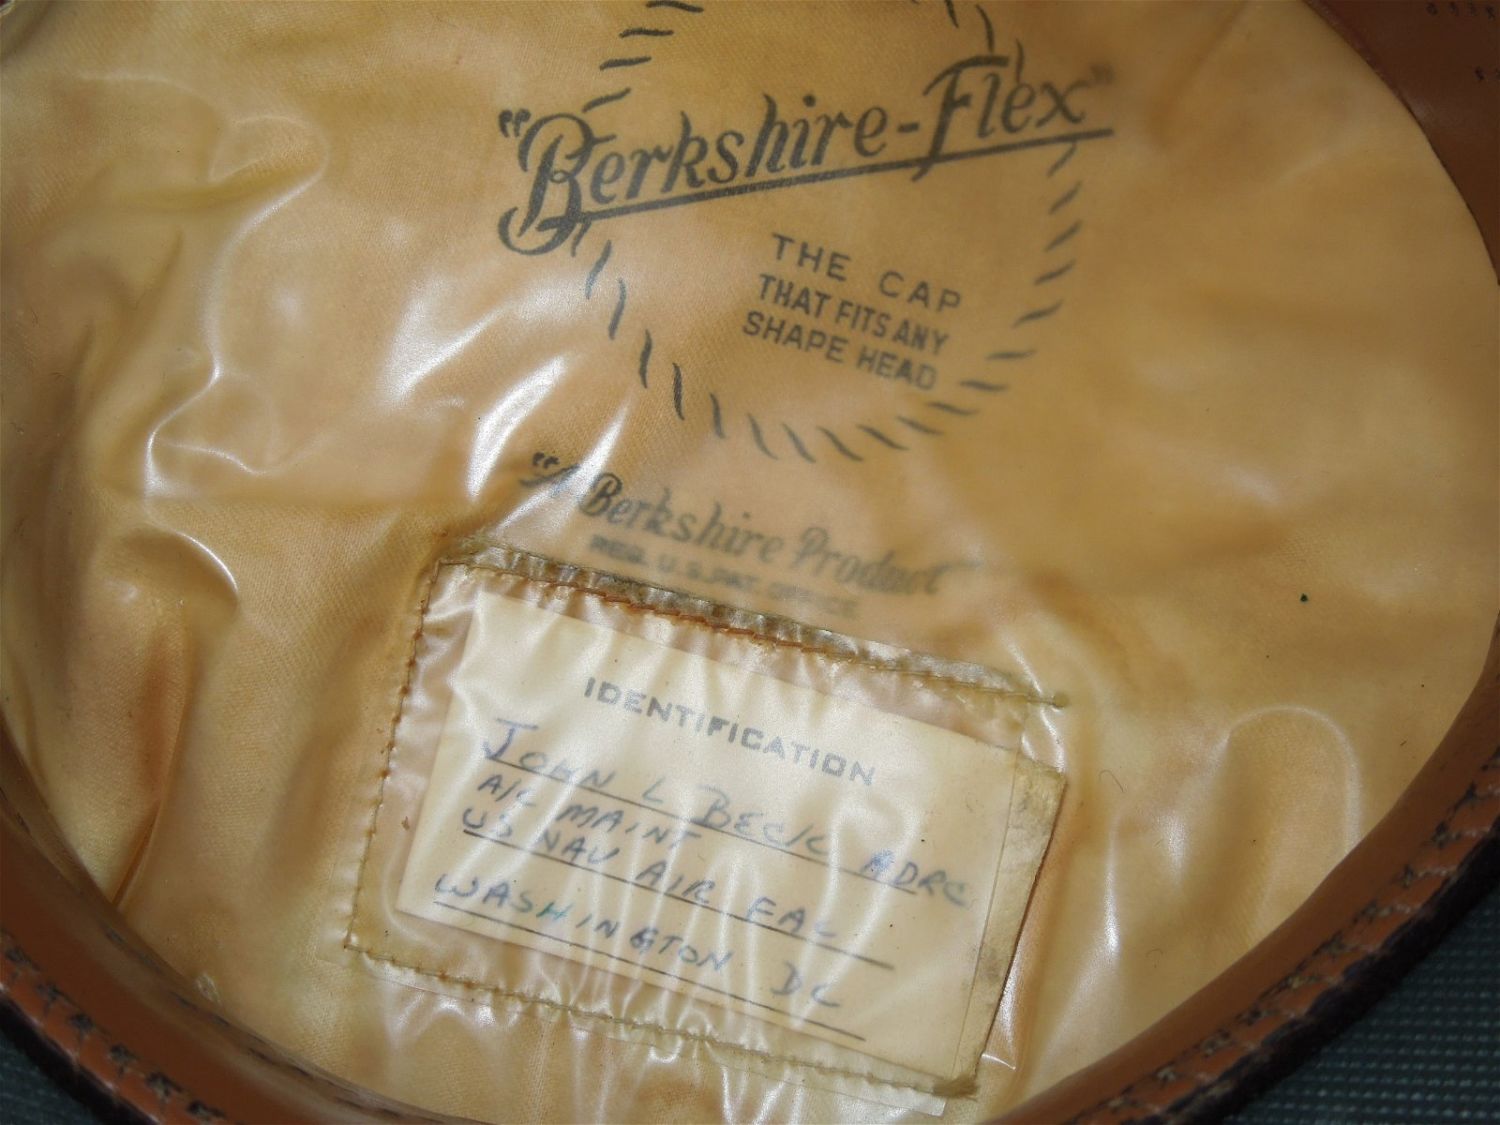 "Berkshire-Flex"
THE CAP
THAT FITS ANY
SHAPE HEAD
"A Berkshire Product"
REG. U.S. PAT. OFFICE
IDENTIFICATION
JOHN L BECK ADRC
A/C MAINT
US NAV AIR FAC
WASHINGTON DC